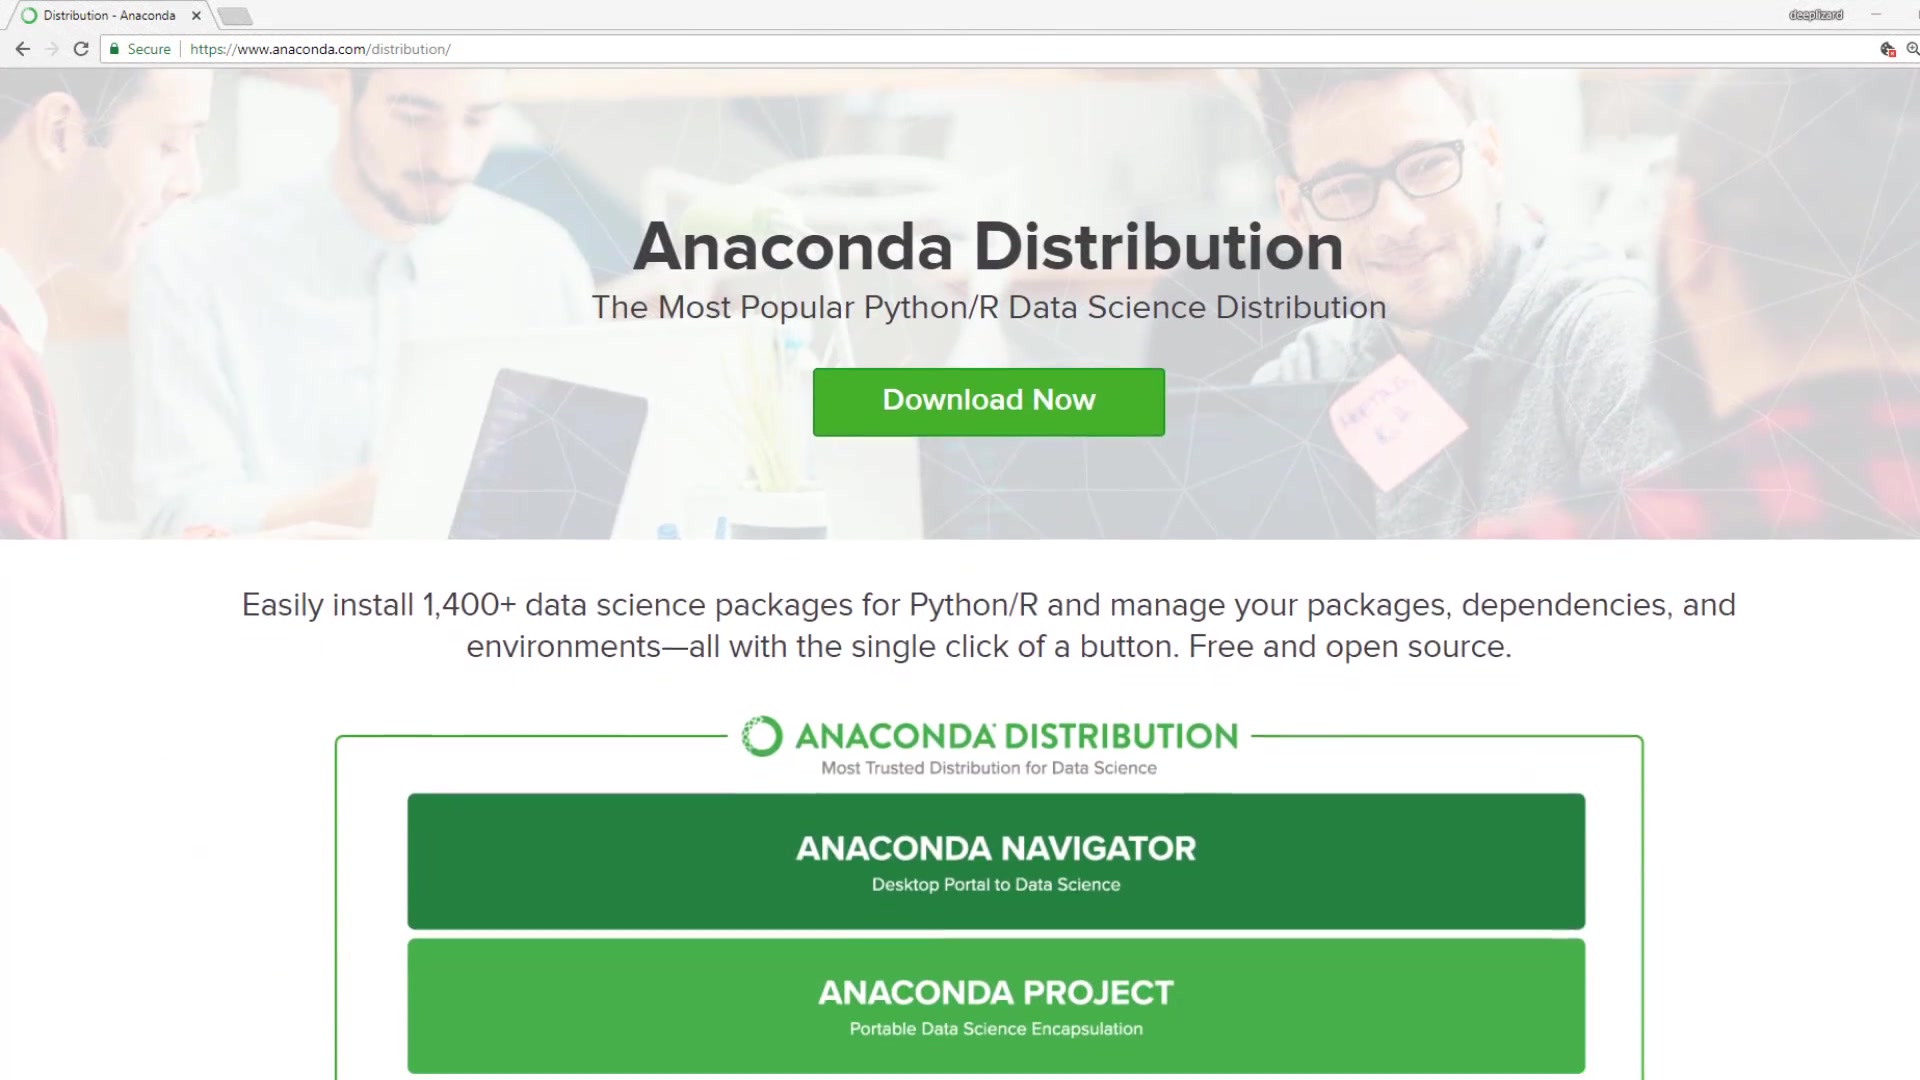 Distribution - Anaconda
deeplizard
Secure
https://www.anaconda.com/distribution/
Anaconda Distribution
The Most Popular Python/R Data Science Distribution
Download Now
Easily install 1,400+ data science packages for Python/R and manage your packages, dependencies, and
environments—all with the single click of a button. Free and open source.
ANACONDA DISTRIBUTION
Most Trusted Distribution for Data Science
ANACONDA NAVIGATOR
Desktop Portal to Data Science
ANACONDA PROJECT
Portable Data Science Encapsulation